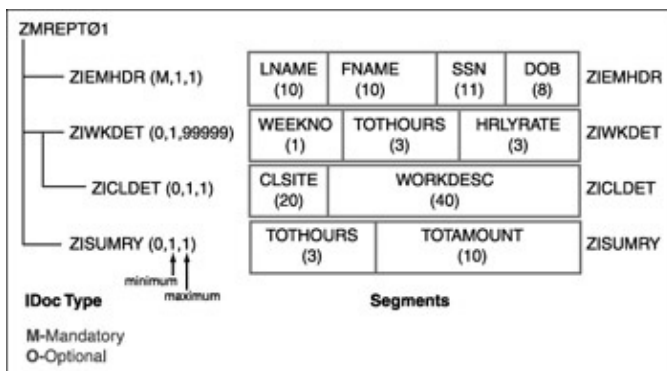 ZMREPTØ1
ZIEMHDR (M,1,1) LNAME (10) FNAME (10) SSN (11) DOB (8) ZIEMHDR
ZIWKDET (0,1,99999) WEEKNO (1) TOTHOURS (3) HRLYRATE (3) ZIWKDET
ZICLDET (0,1,1) CLSITE (20) WORKDESC (40) ZICLDET
ZISUMRY (0,1,1) TOTHOURS (3) TOTAMOUNT (10) ZISUMRY
minimum
maximum
IDoc Type Segments
M-Mandatory
O-Optional